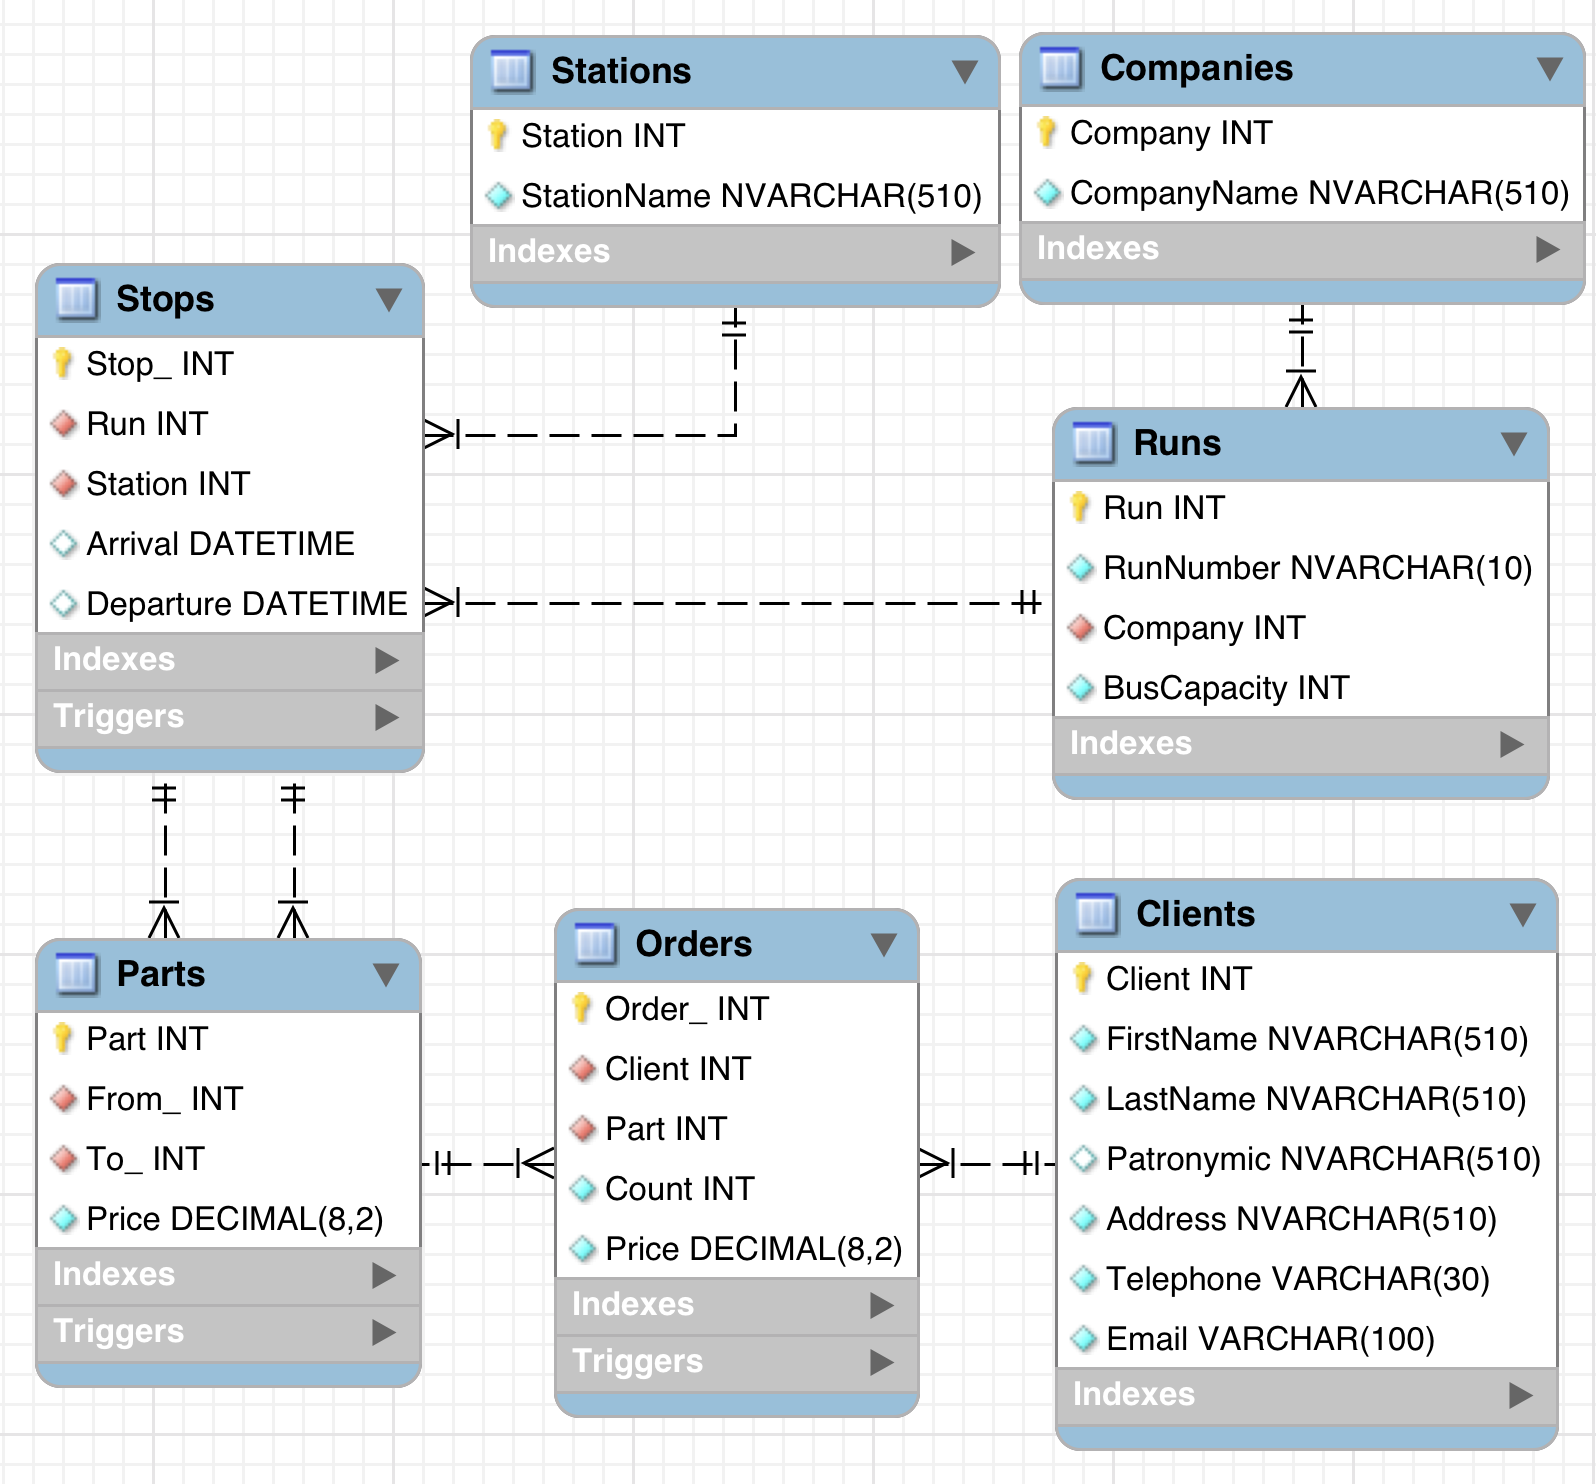 Stations
Station INT
StationName NVARCHAR(510)
Indexes
Companies
Company INT
CompanyName NVARCHAR(510)
Indexes
Stops
Stop_ INT
Run INT
Station INT
Arrival DATETIME
Departure DATETIME
Indexes
Triggers
Runs
Run INT
RunNumber NVARCHAR(10)
Company INT
BusCapacity INT
Indexes
Parts
Part INT
From_ INT
To_ INT
Price DECIMAL(8,2)
Indexes
Triggers
Orders
Order_ INT
Client INT
Part INT
Count INT
Price DECIMAL(8,2)
Indexes
Triggers
Clients
Client INT
FirstName NVARCHAR(510)
LastName NVARCHAR(510)
Patronymic NVARCHAR(510)
Address NVARCHAR(510)
Telephone VARCHAR(30)
Email VARCHAR(100)
Indexes